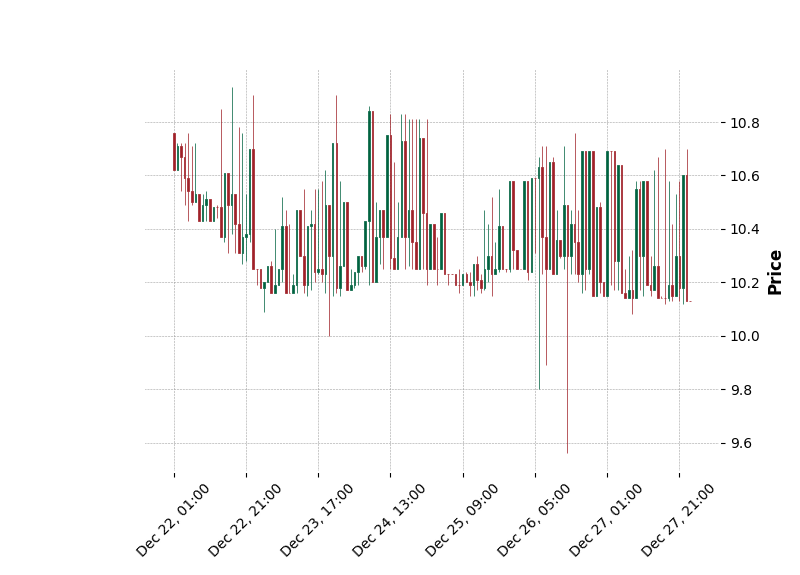 10.8
10.6
10.4
10.2
10.0
9.8
9.6
Price
Dec 22, 01:00
Dec 22, 21:00
Dec 23, 17:00
Dec 24, 13:00
Dec 25, 09:00
Dec 26, 05:00
Dec 27, 01:00
Dec 27, 21:00